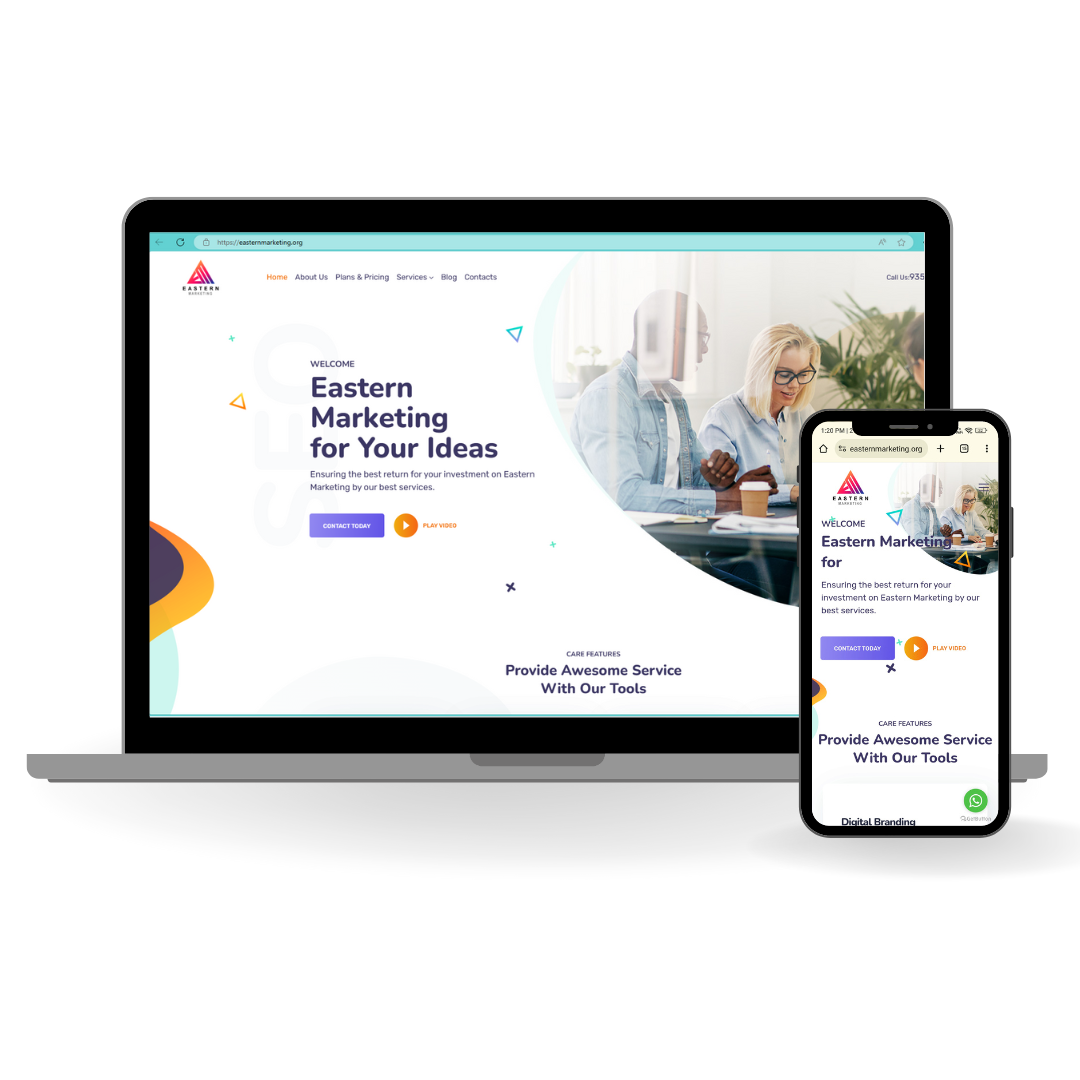 https://easternmarketing.org
EASTERN
MARKETING
Home About Us Plans & Pricing Services Blog Contacts
Call Us:935
SEO
WELCOME
Eastern
Marketing
for Your Ideas
Ensuring the best return for your investment on Eastern
Marketing by our best services.
CONTACT TODAY
PLAY VIDEO
CARE FEATURES
Provide Awesome Service
With Our Tools
1:20 PM | 2
easternmarketing.org
EASTERN
MARKETING
WELCOME
Eastern Marketing
for
Ensuring the best return for your
investment on Eastern Marketing by our
best services.
CONTACT TODAY
PLAY VIDEO
CARE FEATURES
Provide Awesome Service
With Our Tools
Digital Branding